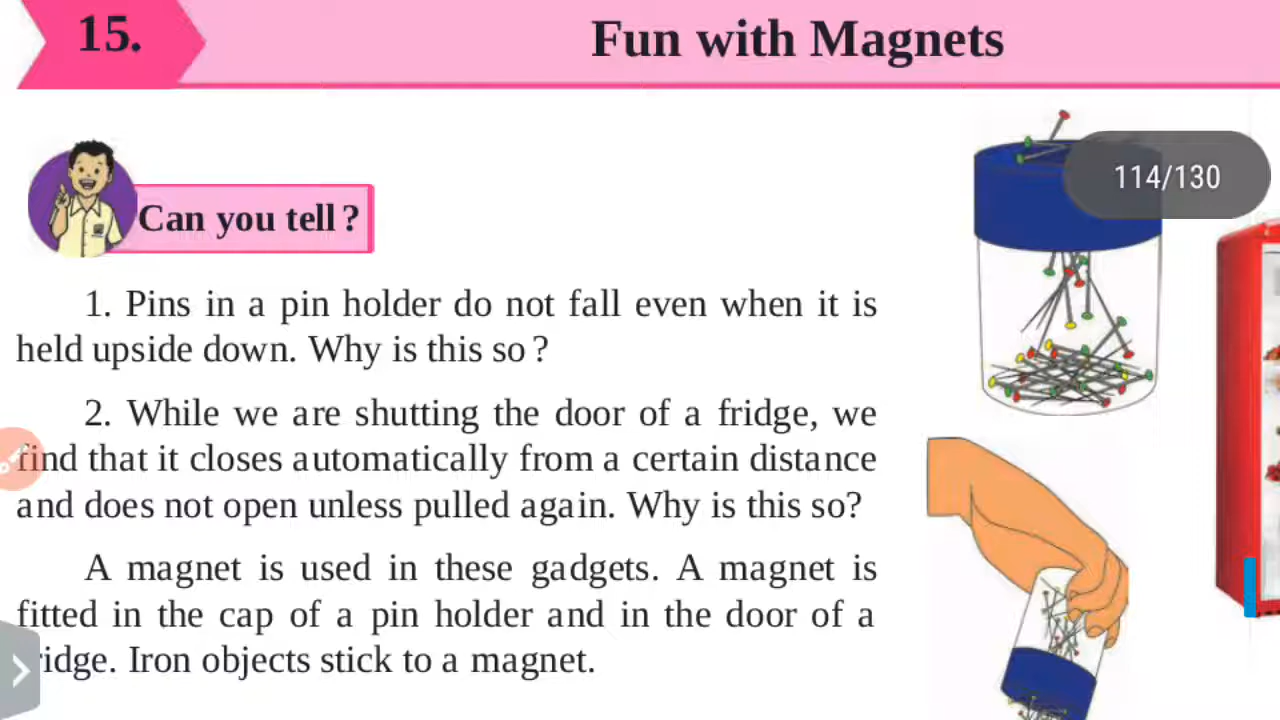 15.
Fun with Magnets
114/130
Can you tell ?
1. Pins in a pin holder do not fall even when it is
held upside down. Why is this so ?
2. While we are shutting the door of a fridge, we
find that it closes automatically from a certain distance
and does not open unless pulled again. Why is this so?
A magnet is used in these gadgets. A magnet is
fitted in the cap of a pin holder and in the door of a
fridge. Iron objects stick to a magnet.